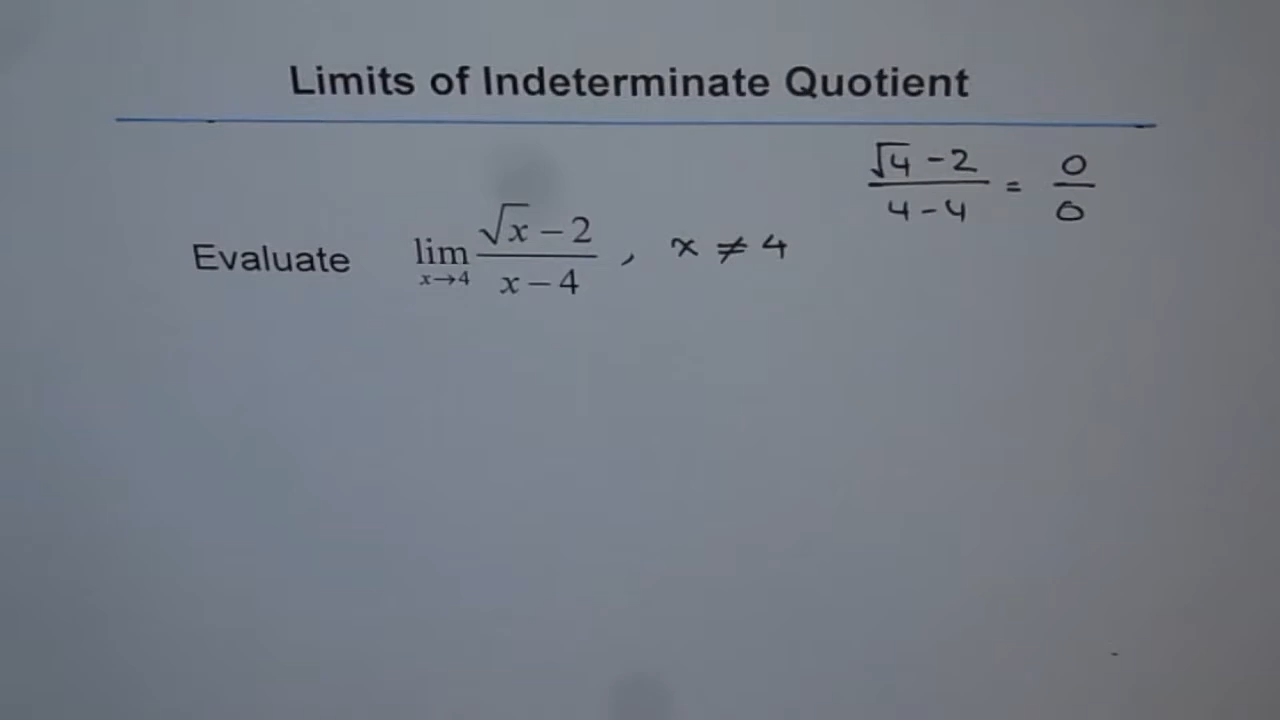 Limits of Indeterminate Quotient
√4 - 2 / 4 - 4 = 0 / 0
Evaluate lim x→4 √x − 2 / x − 4 , x ≠ 4